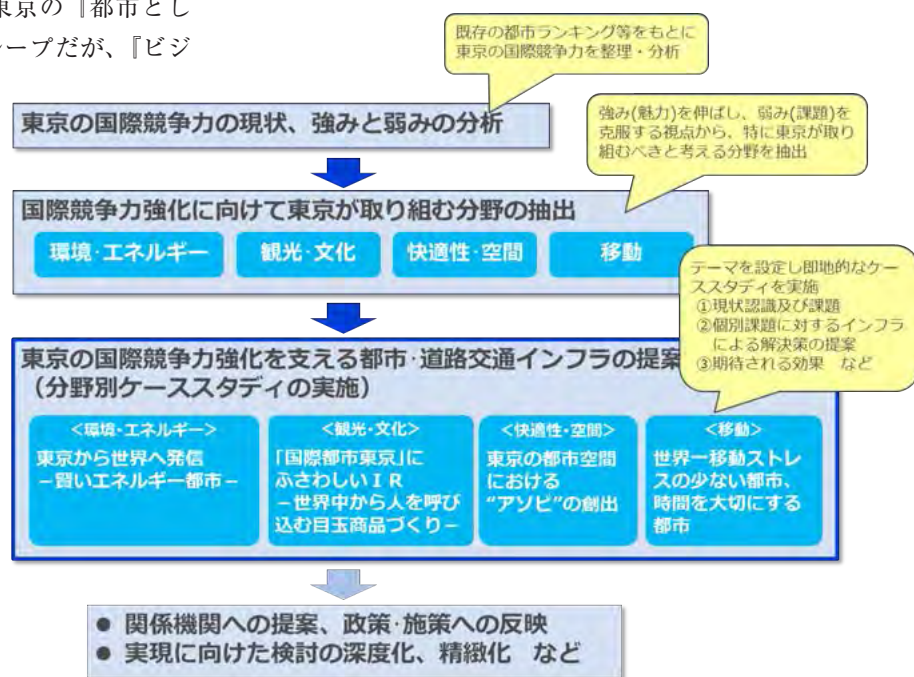 東京の『都市とし
ープだが、『ビジ
既存の都市ランキング等をもとに
東京の国際競争力を整理・分析
東京の国際競争力の現状、強みと弱みの分析
強み(魅力)を伸ばし、弱み(課題)を
克服する視点から、特に東京が取り
組むべきと考える分野を抽出
国際競争力強化に向けて東京が取り組む分野の抽出
環境・エネルギー
観光・文化
快適性・空間
移動
テーマを設定し即地的なケー
ススタディを実施
①現状認識及び課題
②個別課題に対するインフラ
による解決策の提案
③期待される効果　など
東京の国際競争力強化を支える都市・道路交通インフラの提案
（分野別ケーススタディの実施）
＜環境・エネルギー＞
東京から世界へ発信
－賢いエネルギー都市－
＜観光・文化＞
「国際都市東京」に
ふさわしいＩＲ
－世界中から人を呼び
込む目玉商品づくり－
＜快適性・空間＞
東京の都市空間
における
“アソビ”の創出
＜移動＞
世界一移動ストレ
スの少ない都市、
時間を大切にする
都市
● 関係機関への提案、政策・施策への反映
● 実現に向けた検討の深度化、精緻化　など